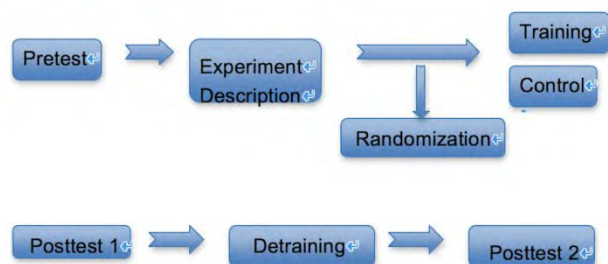 Pretest
Experiment
Description
Training
Control
Randomization
Posttest 1
Detraining
Posttest 2